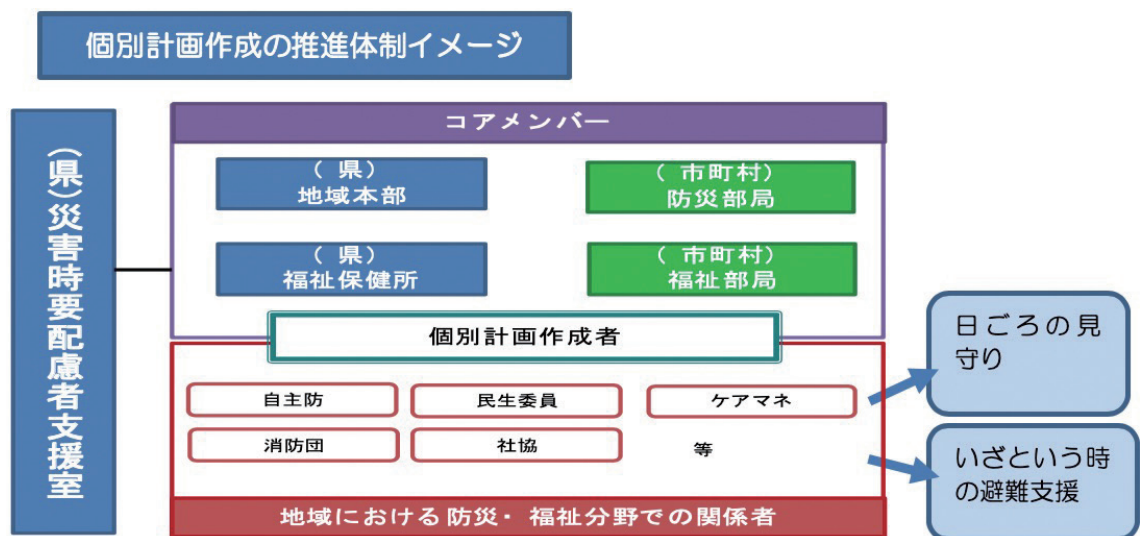 個別計画作成の推進体制イメージ
(県)災害時要配慮者支援室
コアメンバー
(県)
地域本部
(市町村)
防災部局
(県)
福祉保健所
(市町村)
福祉部局
個別計画作成者
自主防
民生委員
ケアマネ
消防団
社協
等
地域における防災・福祉分野での関係者
日ごろの見
守り
いざという時
の避難支援